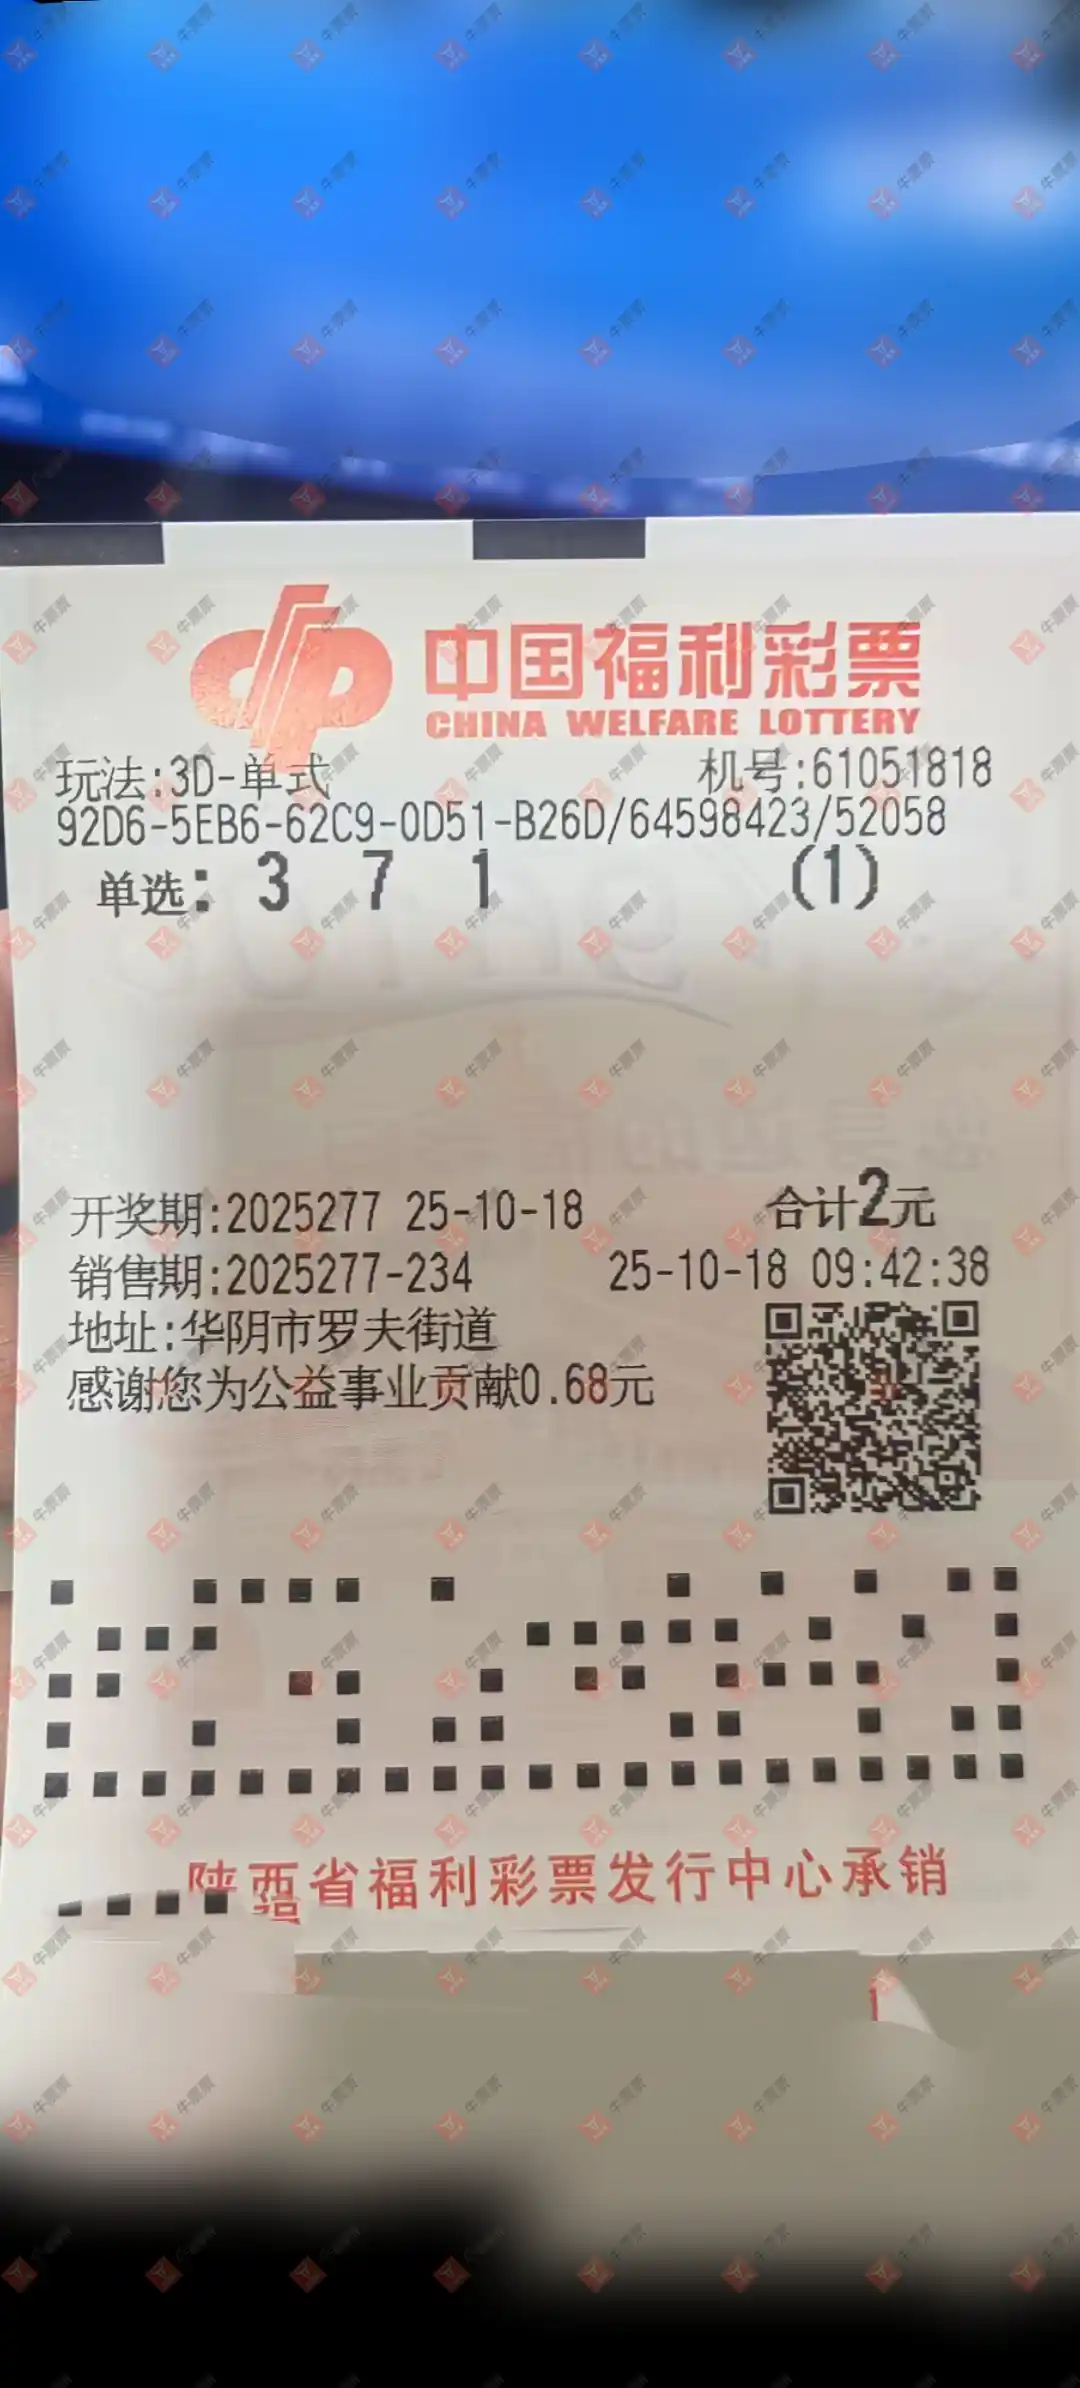 中国福利彩票
CHINA WELFARE LOTTERY
玩法:3D-单式 机号:61051818
92D6-5EB6-62C9-0D51-B26D/64598423/52058
单选: 3 7 1 (1)
开奖期:2025277 25-10-18 合计2元
销售期:2025277-234 25-10-18 09:42:38
地址:华阴市罗夫街道
感谢您为公益事业贡献0.68元
陕西省福利彩票发行中心承销
牛票票